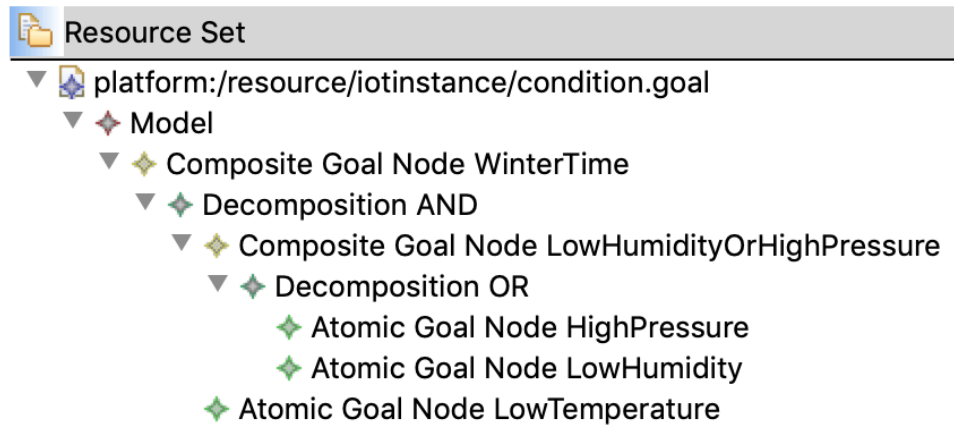 Resource Set
platform:/resource/iotinstance/condition.goal
Model
Composite Goal Node WinterTime
Decomposition AND
Composite Goal Node LowHumidityOrHighPressure
Decomposition OR
Atomic Goal Node HighPressure
Atomic Goal Node LowHumidity
Atomic Goal Node LowTemperature